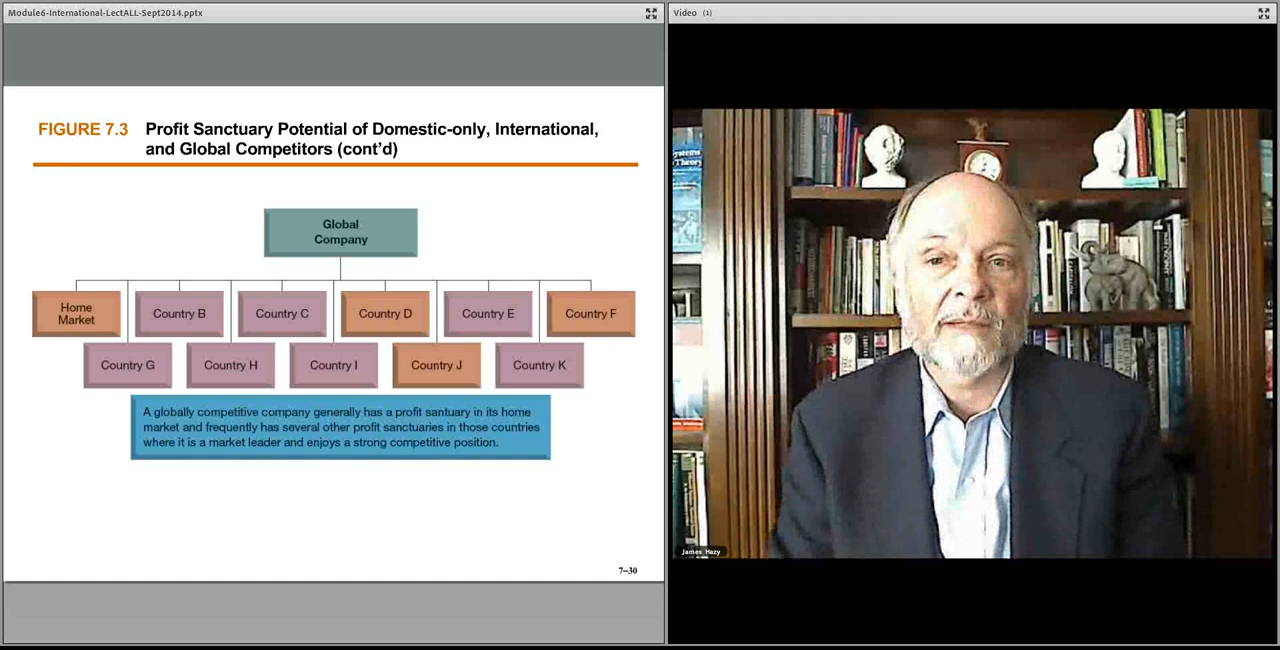 Module6-International-LectALL-Sept2014.pptx
Video (1)
FIGURE 7.3 Profit Sanctuary Potential of Domestic-only, International,
and Global Competitors (cont’d)
Global
Company
Home
Market
Country B
Country C
Country D
Country E
Country F
Country G
Country H
Country I
Country J
Country K
A globally competitive company generally has a profit santuary in its home
market and frequently has several other profit sanctuaries in those countries
where it is a market leader and enjoys a strong competitive position.
7–30
Systems
Theory
James Hazy